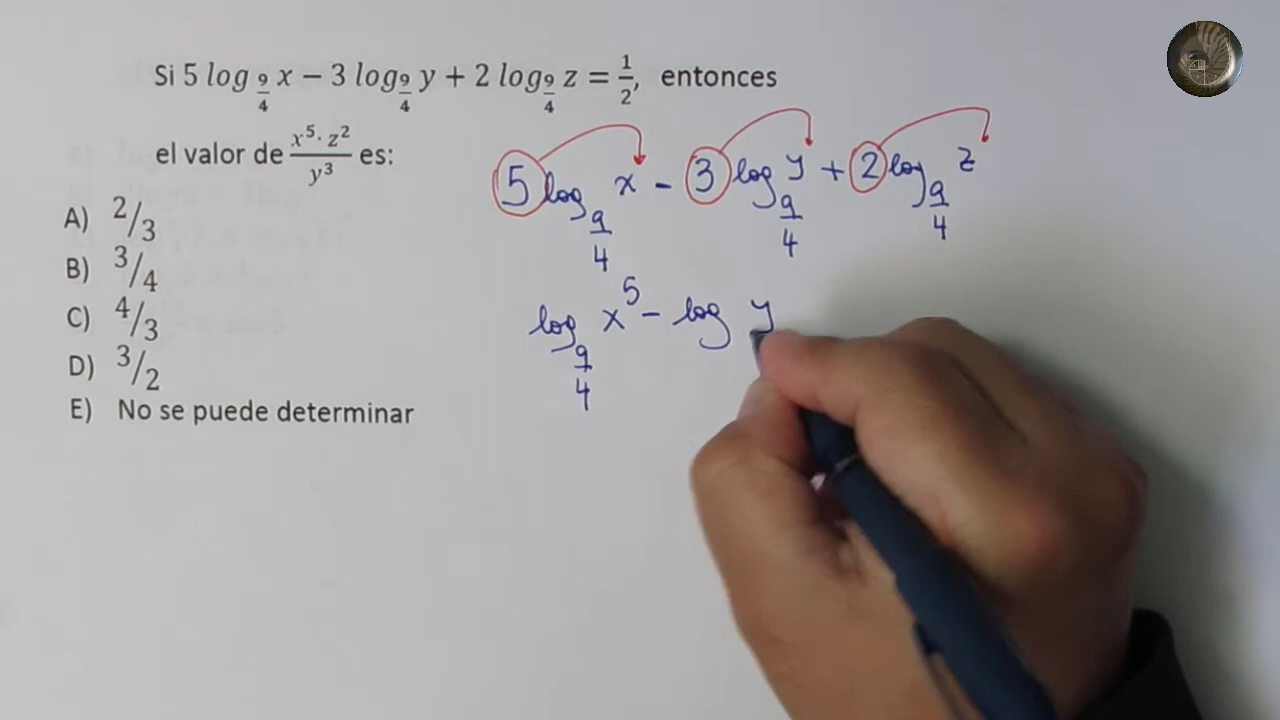 Si 5 log 9/4 x − 3 log 9/4 y + 2 log 9/4 z = 1/2, entonces
el valor de x⁵· z²/y³ es:
A) 2/3
B) 3/4
C) 4/3
D) 3/2
E) No se puede determinar
5 log 9/4 x − 3 log 9/4 y + 2 log 9/4 z
log 9/4 x⁵ − log y